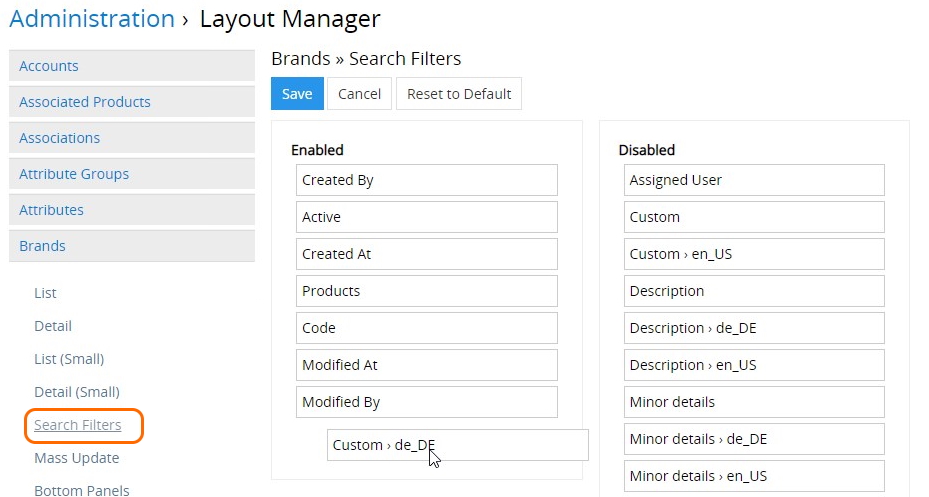 Administration › Layout Manager
Accounts
Associated Products
Associations
Attribute Groups
Attributes
Brands
List
Detail
List (Small)
Detail (Small)
Search Filters
Mass Update
Bottom Panels
Brands » Search Filters
Save Cancel Reset to Default
Enabled
Created By
Active
Created At
Products
Code
Modified At
Modified By
Custom › de_DE
Disabled
Assigned User
Custom
Custom › en_US
Description
Description › de_DE
Description › en_US
Minor details
Minor details › de_DE
Minor details › en_US